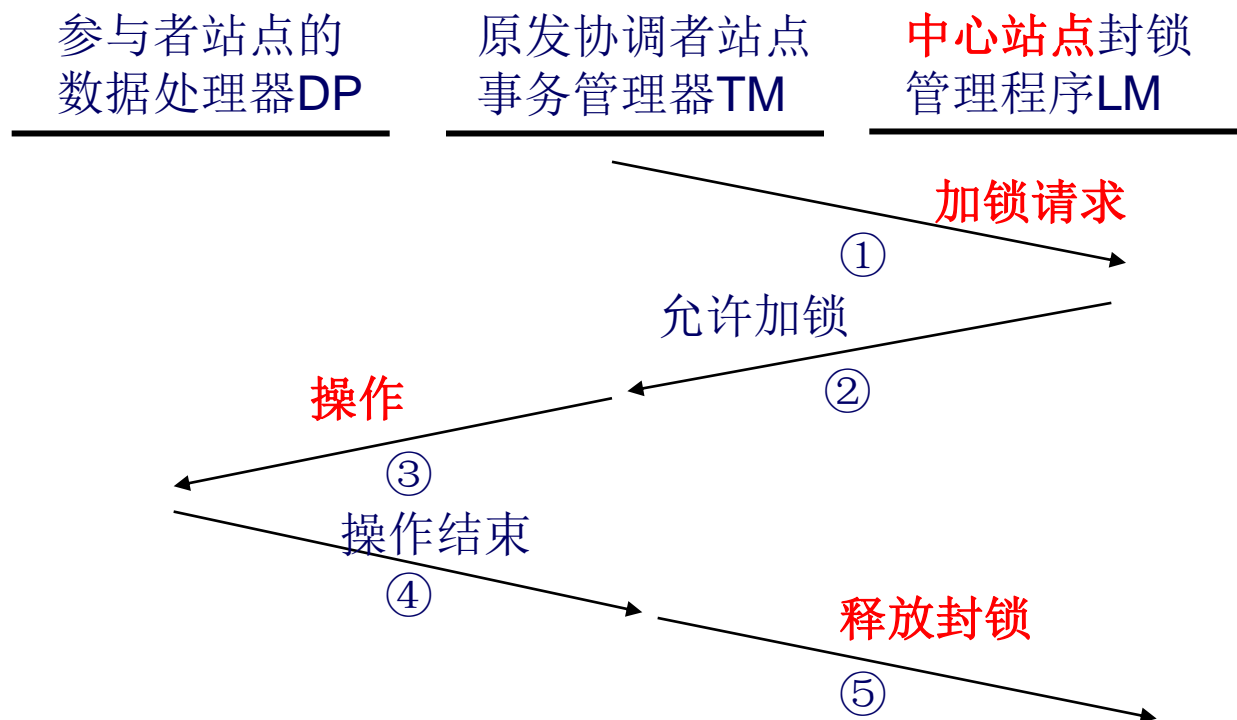 参与者站点的
数据处理器DP
原发协调者站点
事务管理器TM
中心站点封锁
管理程序LM
加锁请求
①
允许加锁
②
操作
③
操作结束
④
释放封锁
⑤